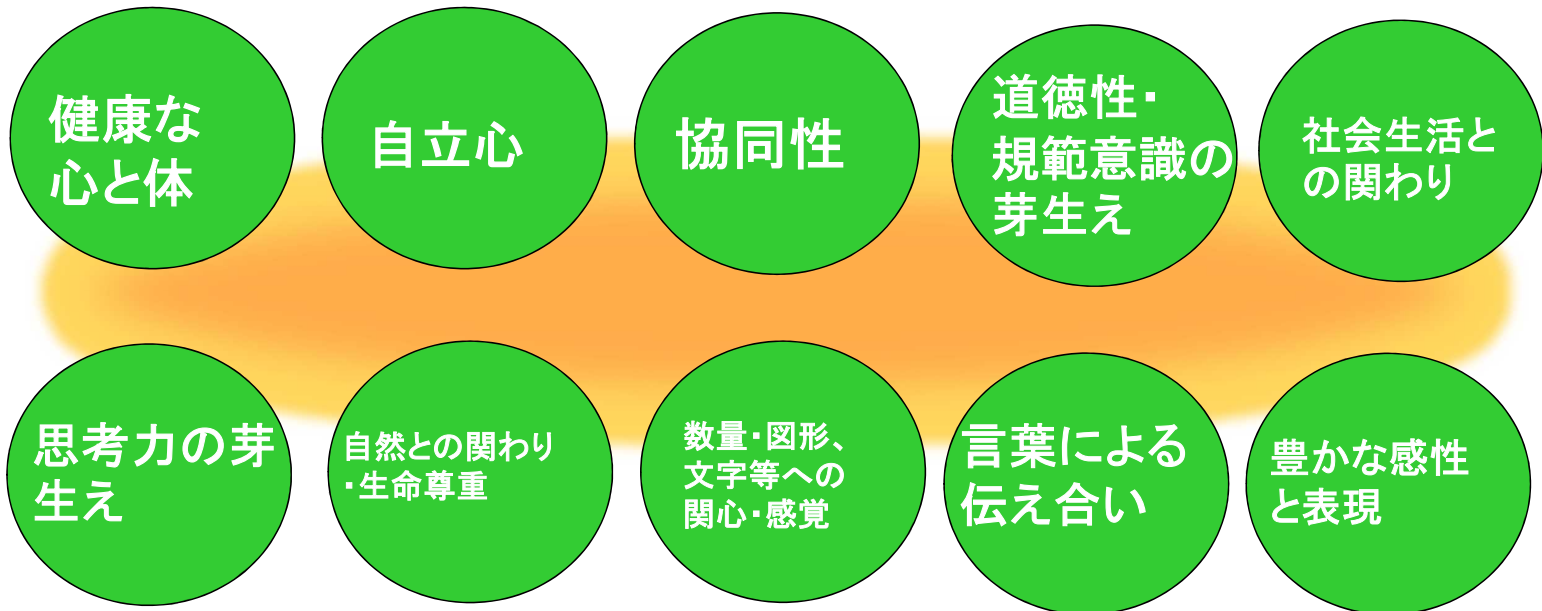 健康な
心と体
自立心
協同性
道徳性・
規範意識の
芽生え
社会生活と
の関わり
思考力の芽
生え
自然との関わり
・生命尊重
数量・図形、
文字等への
関心・感覚
言葉による
伝え合い
豊かな感性
と表現